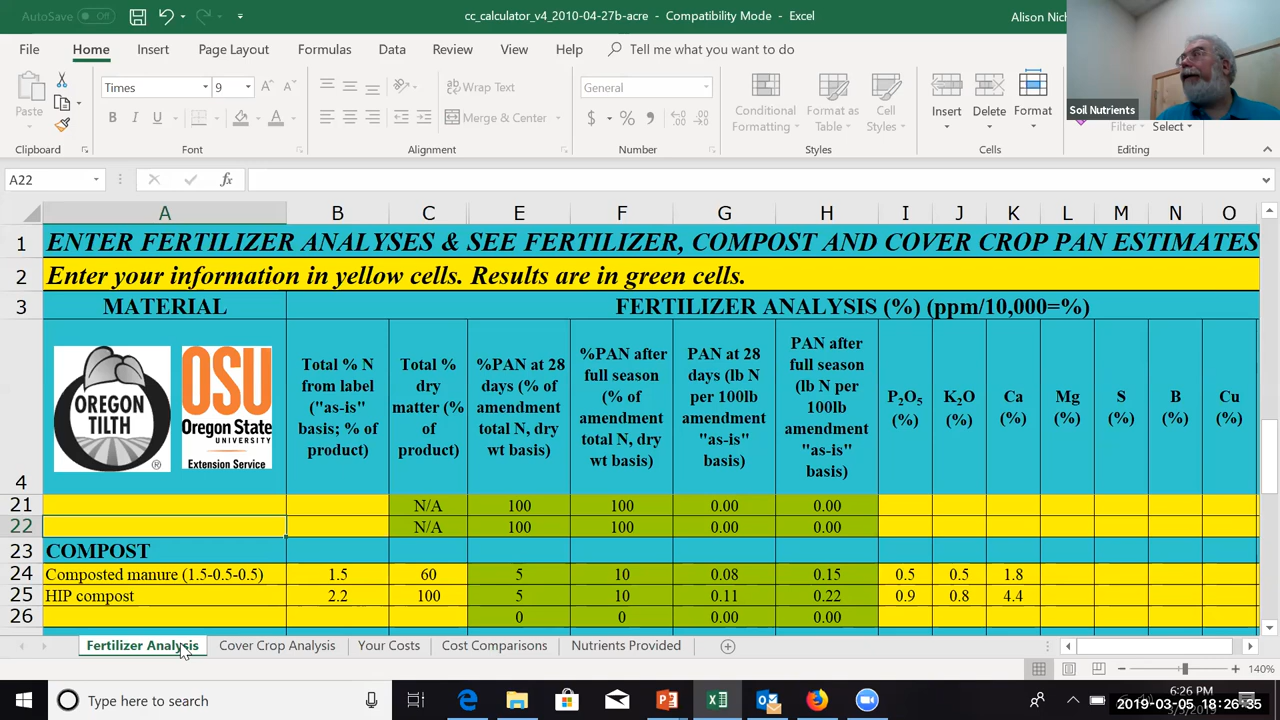 AutoSave Off
cc_calculator_v4_2010-04-27b-acre - Compatibility Mode - Excel
Alison Nich
File Home Insert Page Layout Formulas Data Review View Help Tell me what you want to do
Paste
Times 9
B I U A
Wrap Text
Merge & Center
General
$ % ,
Conditional Formatting
Format as Table
Cell Styles
Insert Delete Format
Filter Select
Soil Nutrients
Clipboard Font Alignment Number Styles Cells Editing
A22 fx
A B C E F G H I J K L M N O
1 ENTER FERTILIZER ANALYSES & SEE FERTILIZER, COMPOST AND COVER CROP PAN ESTIMATES
2 Enter your information in yellow cells. Results are in green cells.
3 MATERIAL FERTILIZER ANALYSIS (%) (ppm/10,000=%)
4
OREGON TILTH
OSU Oregon State UNIVERSITY Extension Service
Total % N from label ("as-is" basis; % of product)
Total % dry matter (% of product)
%PAN at 28 days (% of amendment total N, dry wt basis)
%PAN after full season (% of amendment total N, dry wt basis)
PAN at 28 days (lb N per 100lb amendment "as-is" basis)
PAN after full season (lb N per 100lb amendment "as-is" basis)
P2O5 (%)
K2O (%)
Ca (%)
Mg (%)
S (%)
B (%)
Cu (%)
21 N/A 100 100 0.00 0.00
22 N/A 100 100 0.00 0.00
23 COMPOST
24 Composted manure (1.5-0.5-0.5) 1.5 60 5 10 0.08 0.15 0.5 0.5 1.8
25 HIP compost 2.2 100 5 10 0.11 0.22 0.9 0.8 4.4
26 0 0 0.00 0.00
Fertilizer Analysis Cover Crop Analysis Your Costs Cost Comparisons Nutrients Provided
140%
Type here to search
6:26 PM
2019-03-05 18:26:35